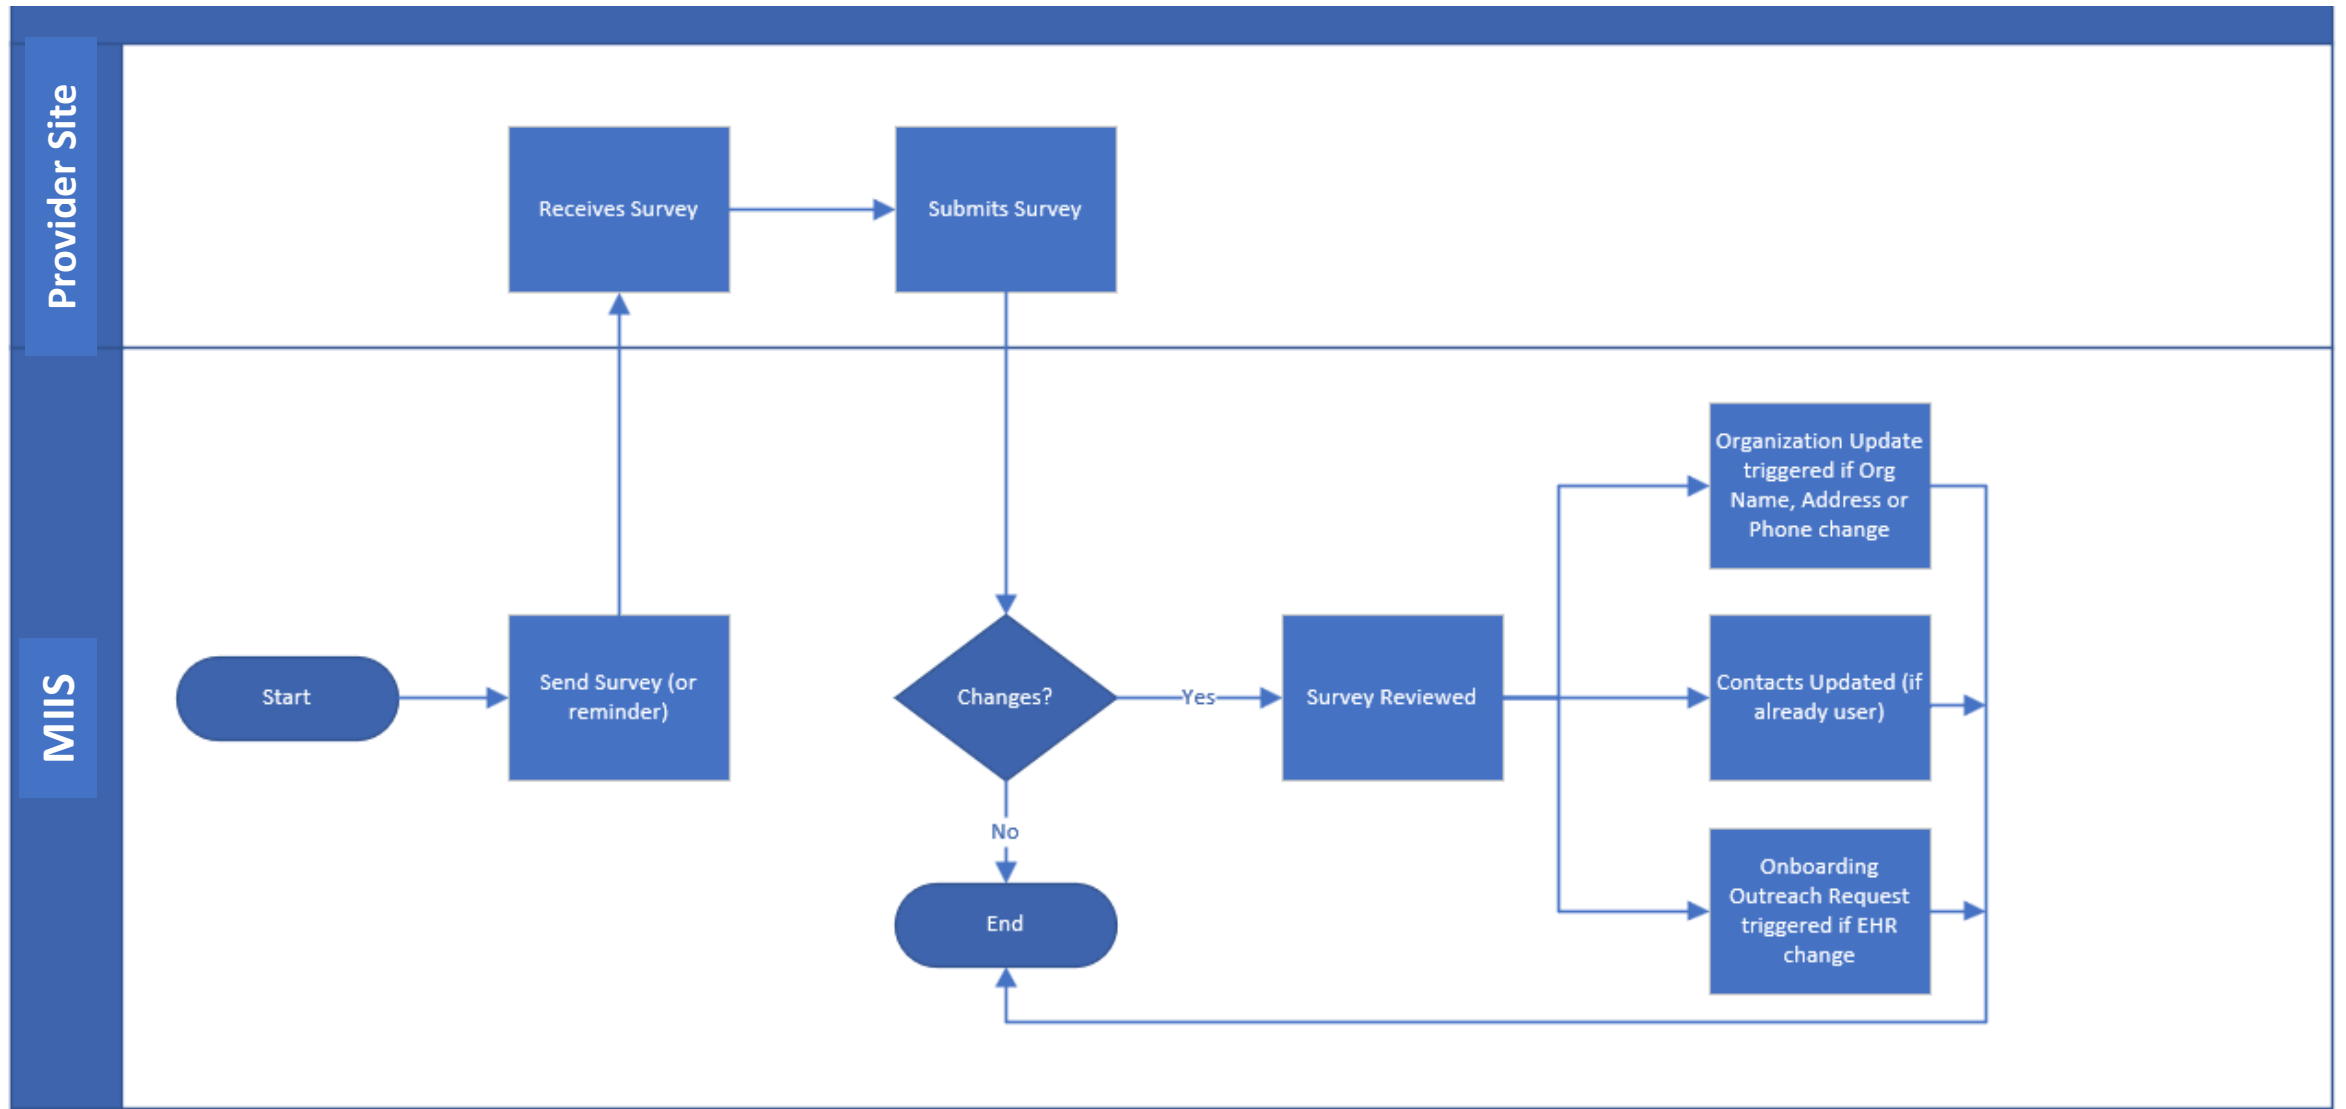 Provider Site
Receives Survey
Submits Survey
MIIS
Start
Send Survey (or
reminder)
Changes?
Yes
Survey Reviewed
Organization Update
triggered if Org
Name, Address or
Phone change
Contacts Updated (if
already user)
Onboarding
Outreach Request
triggered if EHR
change
No
End